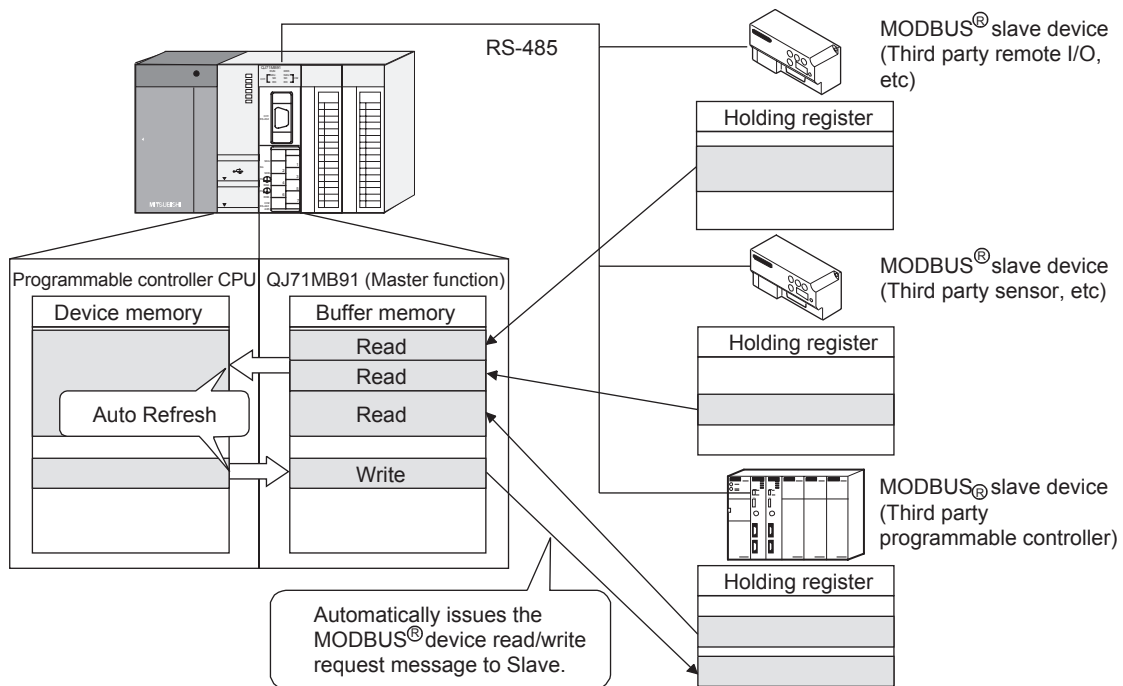 RS-485
MODBUS® slave device
(Third party remote I/O,
etc)
Holding register
MODBUS® slave device
(Third party sensor, etc)
Holding register
MODBUS® slave device
(Third party
programmable controller)
Holding register
MITSUBISHI
Programmable controller CPU
QJ71MB91 (Master function)
Device memory
Buffer memory
Read
Read
Read
Write
Auto Refresh
Automatically issues the
MODBUS® device read/write
request message to Slave.